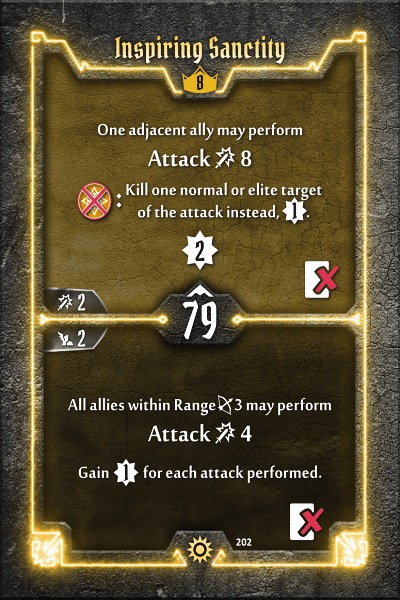 Inspiring Sanctity
8
One adjacent ally may perform
Attack 8
: Kill one normal or elite target
of the attack instead, 1.
2
2
79
2
All allies within Range 3 may perform
Attack 4
Gain 1 for each attack performed.
202